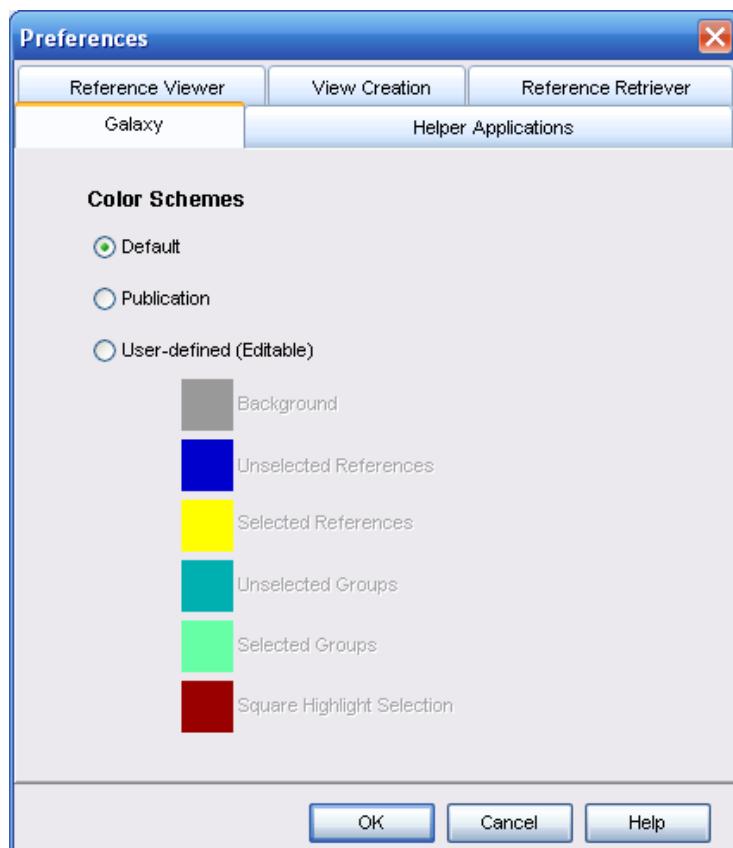 Preferences
Reference Viewer
View Creation
Reference Retriever
Galaxy
Helper Applications
Color Schemes
Default
Publication
User-defined (Editable)
Background
Unselected References
Selected References
Unselected Groups
Selected Groups
Square Highlight Selection
OK
Cancel
Help